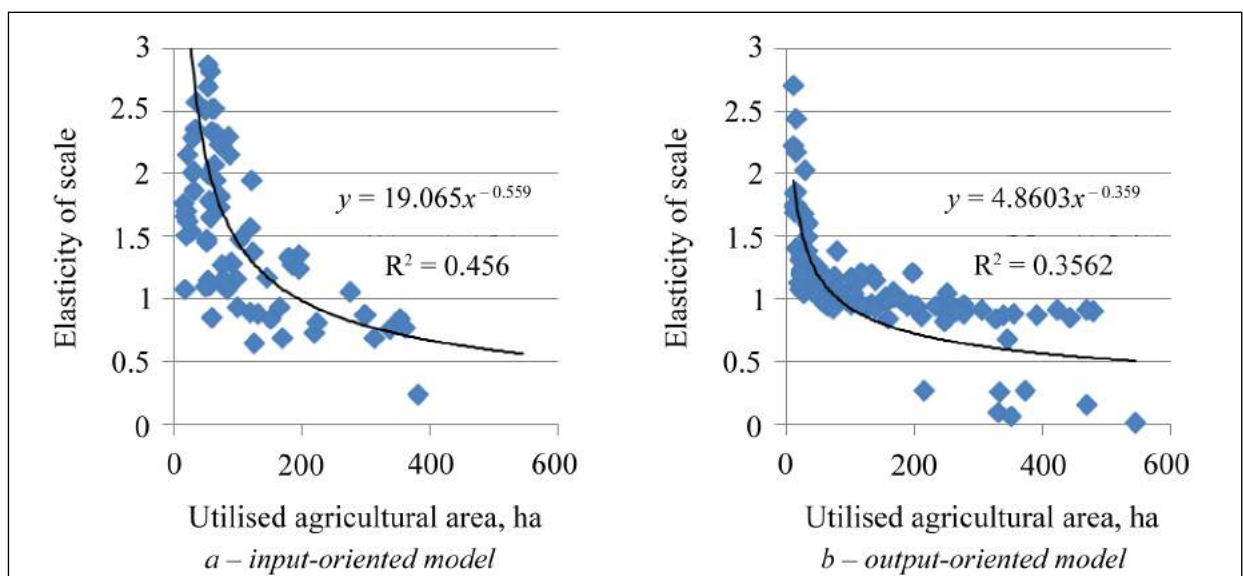 3
2.5
2
1.5
1
0.5
0
Elasticity of scale
y = 19.065x^−0.559
R² = 0.456
0 200 400 600
Utilised agricultural area, ha
a – input-oriented model
3
2.5
2
1.5
1
0.5
0
Elasticity of scale
y = 4.8603x^−0.359
R² = 0.3562
0 200 400 600
Utilised agricultural area, ha
b – output-oriented model